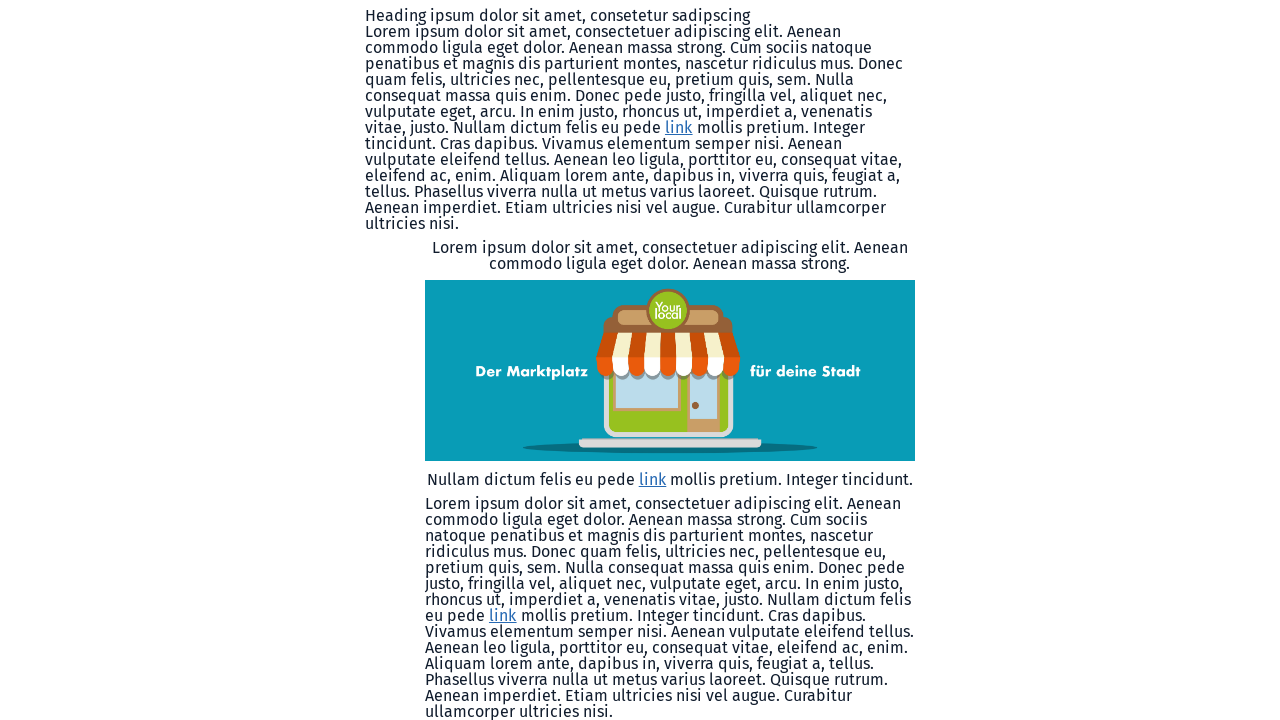 Heading ipsum dolor sit amet, consetetur sadipscing
Lorem ipsum dolor sit amet, consectetuer adipiscing elit. Aenean
commodo ligula eget dolor. Aenean massa strong. Cum sociis natoque
penatibus et magnis dis parturient montes, nascetur ridiculus mus. Donec
quam felis, ultricies nec, pellentesque eu, pretium quis, sem. Nulla
consequat massa quis enim. Donec pede justo, fringilla vel, aliquet nec,
vulputate eget, arcu. In enim justo, rhoncus ut, imperdiet a, venenatis
vitae, justo. Nullam dictum felis eu pede link mollis pretium. Integer
tincidunt. Cras dapibus. Vivamus elementum semper nisi. Aenean
vulputate eleifend tellus. Aenean leo ligula, porttitor eu, consequat vitae,
eleifend ac, enim. Aliquam lorem ante, dapibus in, viverra quis, feugiat a,
tellus. Phasellus viverra nulla ut metus varius laoreet. Quisque rutrum.
Aenean imperdiet. Etiam ultricies nisi vel augue. Curabitur ullamcorper
ultricies nisi.
Lorem ipsum dolor sit amet, consectetuer adipiscing elit. Aenean
commodo ligula eget dolor. Aenean massa strong.
Your
local
Der Marktplatz für deine Stadt
Nullam dictum felis eu pede link mollis pretium. Integer tincidunt.
Lorem ipsum dolor sit amet, consectetuer adipiscing elit. Aenean
commodo ligula eget dolor. Aenean massa strong. Cum sociis
natoque penatibus et magnis dis parturient montes, nascetur
ridiculus mus. Donec quam felis, ultricies nec, pellentesque eu,
pretium quis, sem. Nulla consequat massa quis enim. Donec pede
justo, fringilla vel, aliquet nec, vulputate eget, arcu. In enim justo,
rhoncus ut, imperdiet a, venenatis vitae, justo. Nullam dictum felis
eu pede link mollis pretium. Integer tincidunt. Cras dapibus.
Vivamus elementum semper nisi. Aenean vulputate eleifend tellus.
Aenean leo ligula, porttitor eu, consequat vitae, eleifend ac, enim.
Aliquam lorem ante, dapibus in, viverra quis, feugiat a, tellus.
Phasellus viverra nulla ut metus varius laoreet. Quisque rutrum.
Aenean imperdiet. Etiam ultricies nisi vel augue. Curabitur
ullamcorper ultricies nisi.